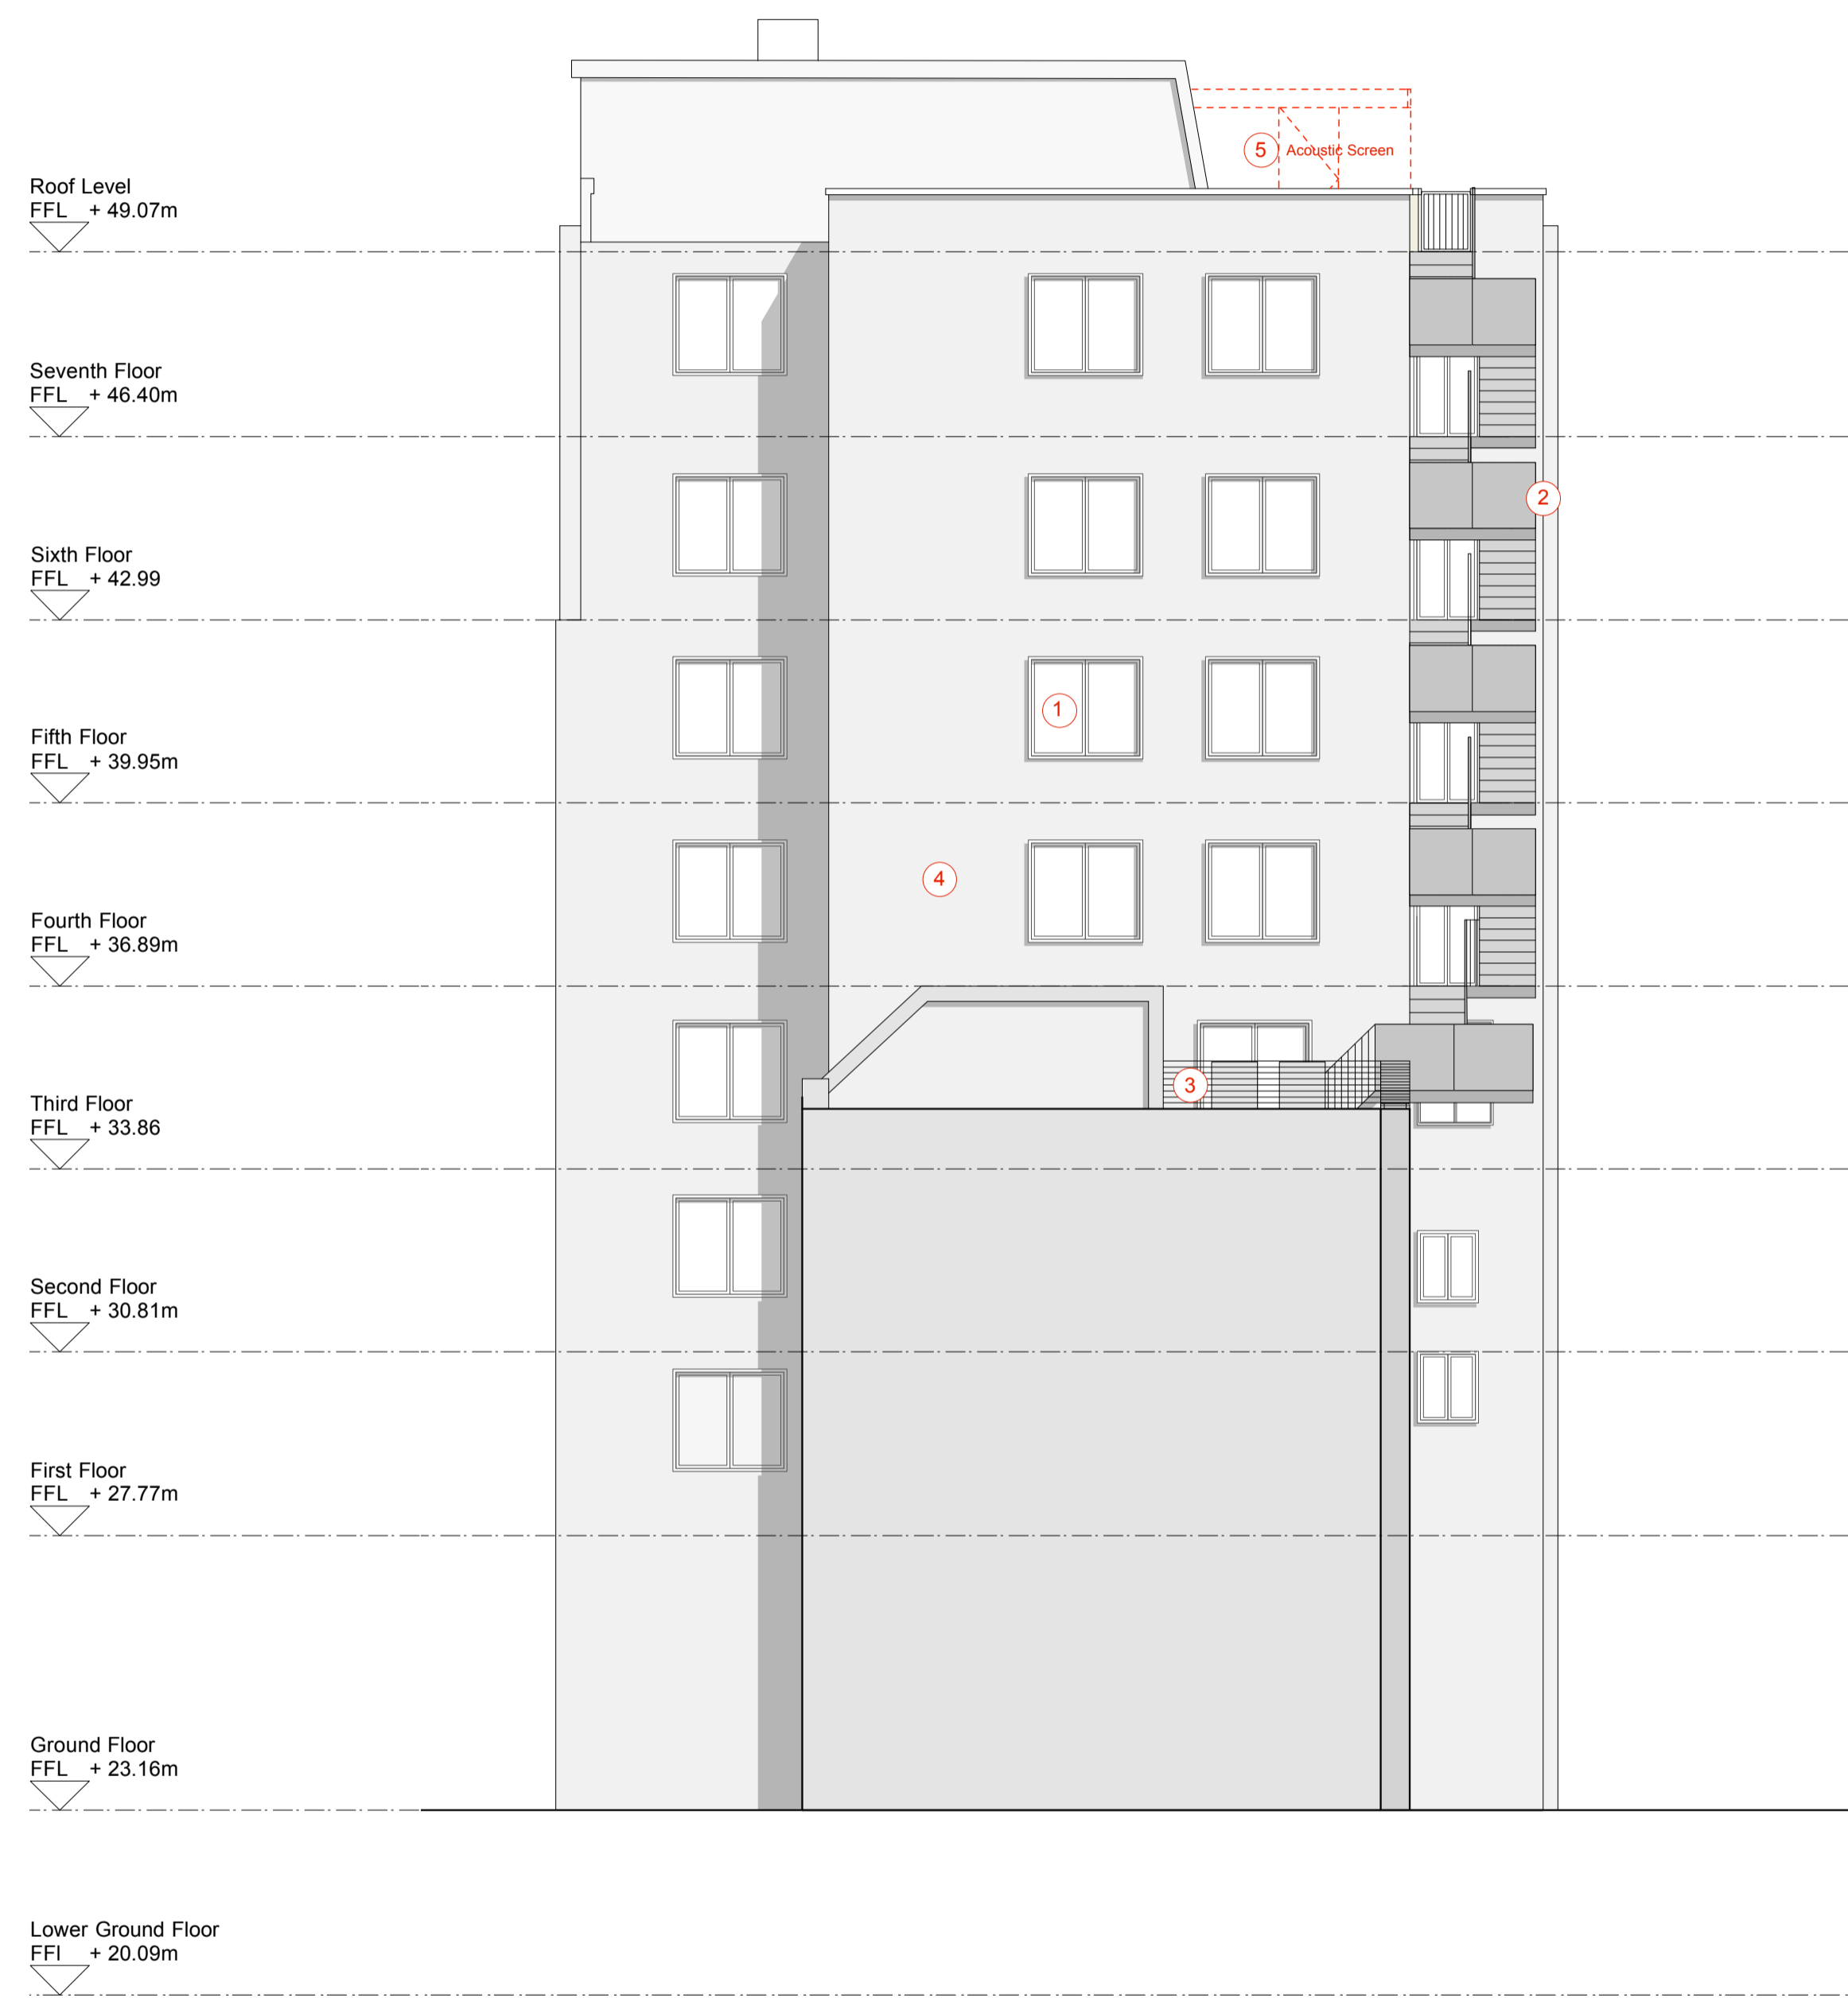 5 Acoustic Screen
Roof Level
FFL + 49.07m
Seventh Floor
FFL + 46.40m
2
Sixth Floor
FFL + 42.99
1
Fifth Floor
FFL + 39.95m
4
Fourth Floor
FFL + 36.89m
3
Third Floor
FFL + 33.86
Second Floor
FFL + 30.81m
First Floor
FFL + 27.77m
Ground Floor
FFL + 23.16m
Lower Ground Floor
FFl + 20.09m